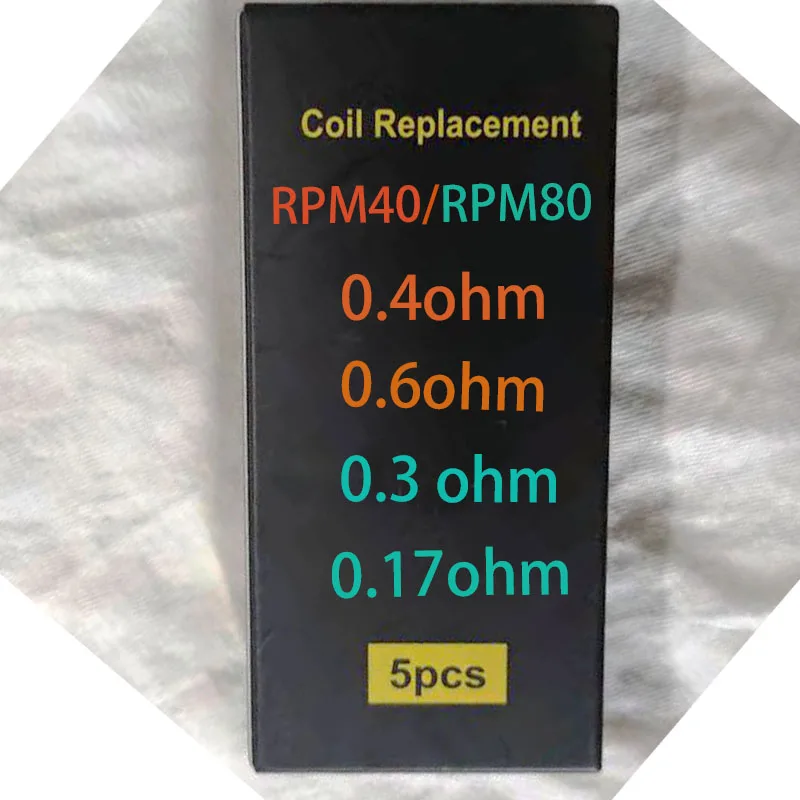 Coil Replacement
RPM40/RPM80
0.4ohm
0.6ohm
0.3 ohm
0.17ohm
5pcs